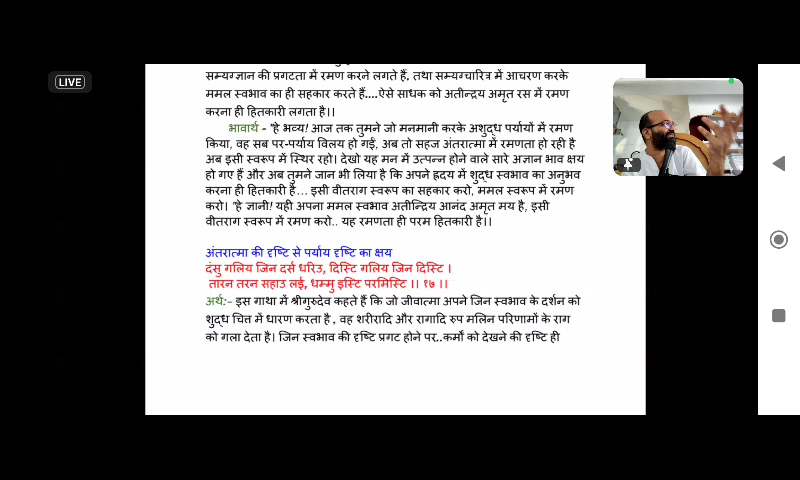 LIVE
सम्यग्ज्ञान की प्रगटता में रमण करने लगते हैं, तथा सम्यग्चारित्र में आचरण करके
ममल स्वभाव का ही सहकार करते हैं....ऐसे साधक को अतीन्द्रिय अमृत रस में रमण
करना ही हितकारी लगता है।।
भावार्थ - "हे भव्य! आज तक तुमने जो मनमानी करके अशुद्ध पर्यायों में रमण
किया, वह सब पर-पर्याय विलय हो गईं, अब तो सहज अंतरात्मा में रमणता हो रही है
अब इसी स्वरूप में स्थिर रहो। देखो यह मन में उत्पन्न होने वाले सारे अज्ञान भाव क्षय
हो गए हैं और अब तुमने जान भी लिया है कि अपने हृदय में शुद्ध स्वभाव का अनुभव
करना ही हितकारी है... इसी वीतराग स्वरूप का सहकार करो, ममल स्वरूप में रमण
करो। "हे ज्ञानी! यही अपना ममल स्वभाव अतीन्द्रिय आनंद अमृत मय है, इसी
वीतराग स्वरूप में रमण करो.. यह रमणता ही परम हितकारी है।।
अंतरात्मा की दृष्टि से पर्याय दृष्टि का क्षय
दंसु गलिय जिन दर्स धरिउ, दिस्टि गलिय जिन दिस्टि ।
तारन तरन सहाउ लई, धम्मु इस्टि परमिस्टि ।। १७ ।।
अर्थ:- इस गाथा में श्रीगुरुदेव कहते हैं कि जो जीवात्मा अपने जिन स्वभाव के दर्शन को
शुद्ध चित्त में धारण करता है , वह शरीरादि और रागादि रुप मलिन परिणामों के राग
को गला देता है। जिन स्वभाव की दृष्टि प्रगट होने पर..कर्मों को देखने की दृष्टि ही